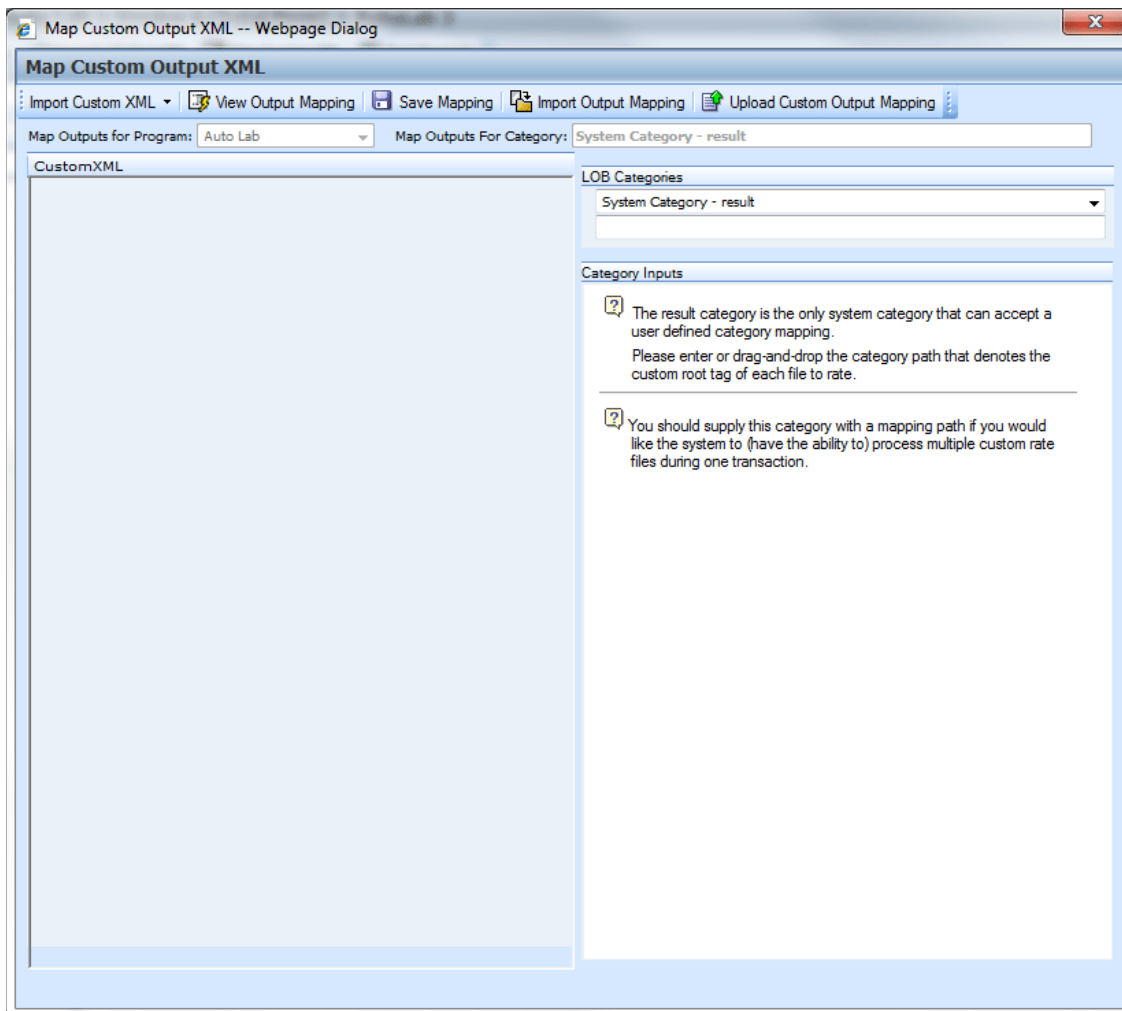 Map Custom Output XML -- Webpage Dialog
Map Custom Output XML
Import Custom XML View Output Mapping Save Mapping Import Output Mapping Upload Custom Output Mapping
Map Outputs for Program: Auto Lab Map Outputs For Category: System Category - result
CustomXML
LOB Categories
System Category - result
Category Inputs
The result category is the only system category that can accept a
user defined category mapping.
Please enter or drag-and-drop the category path that denotes the
custom root tag of each file to rate.
You should supply this category with a mapping path if you would
like the system to (have the ability to) process multiple custom rate
files during one transaction.